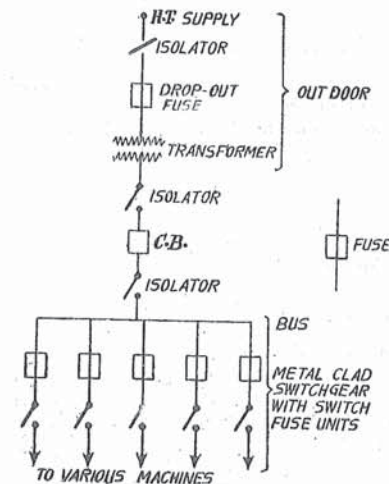 H.T. SUPPLY
ISOLATOR
DROP-OUT
FUSE
OUT DOOR
TRANSFORMER
ISOLATOR
C.B.
FUSE
ISOLATOR
BUS
METAL CLAD
SWITCHGEAR
WITH SWITCH
FUSE UNITS
TO VARIOUS MACHINES